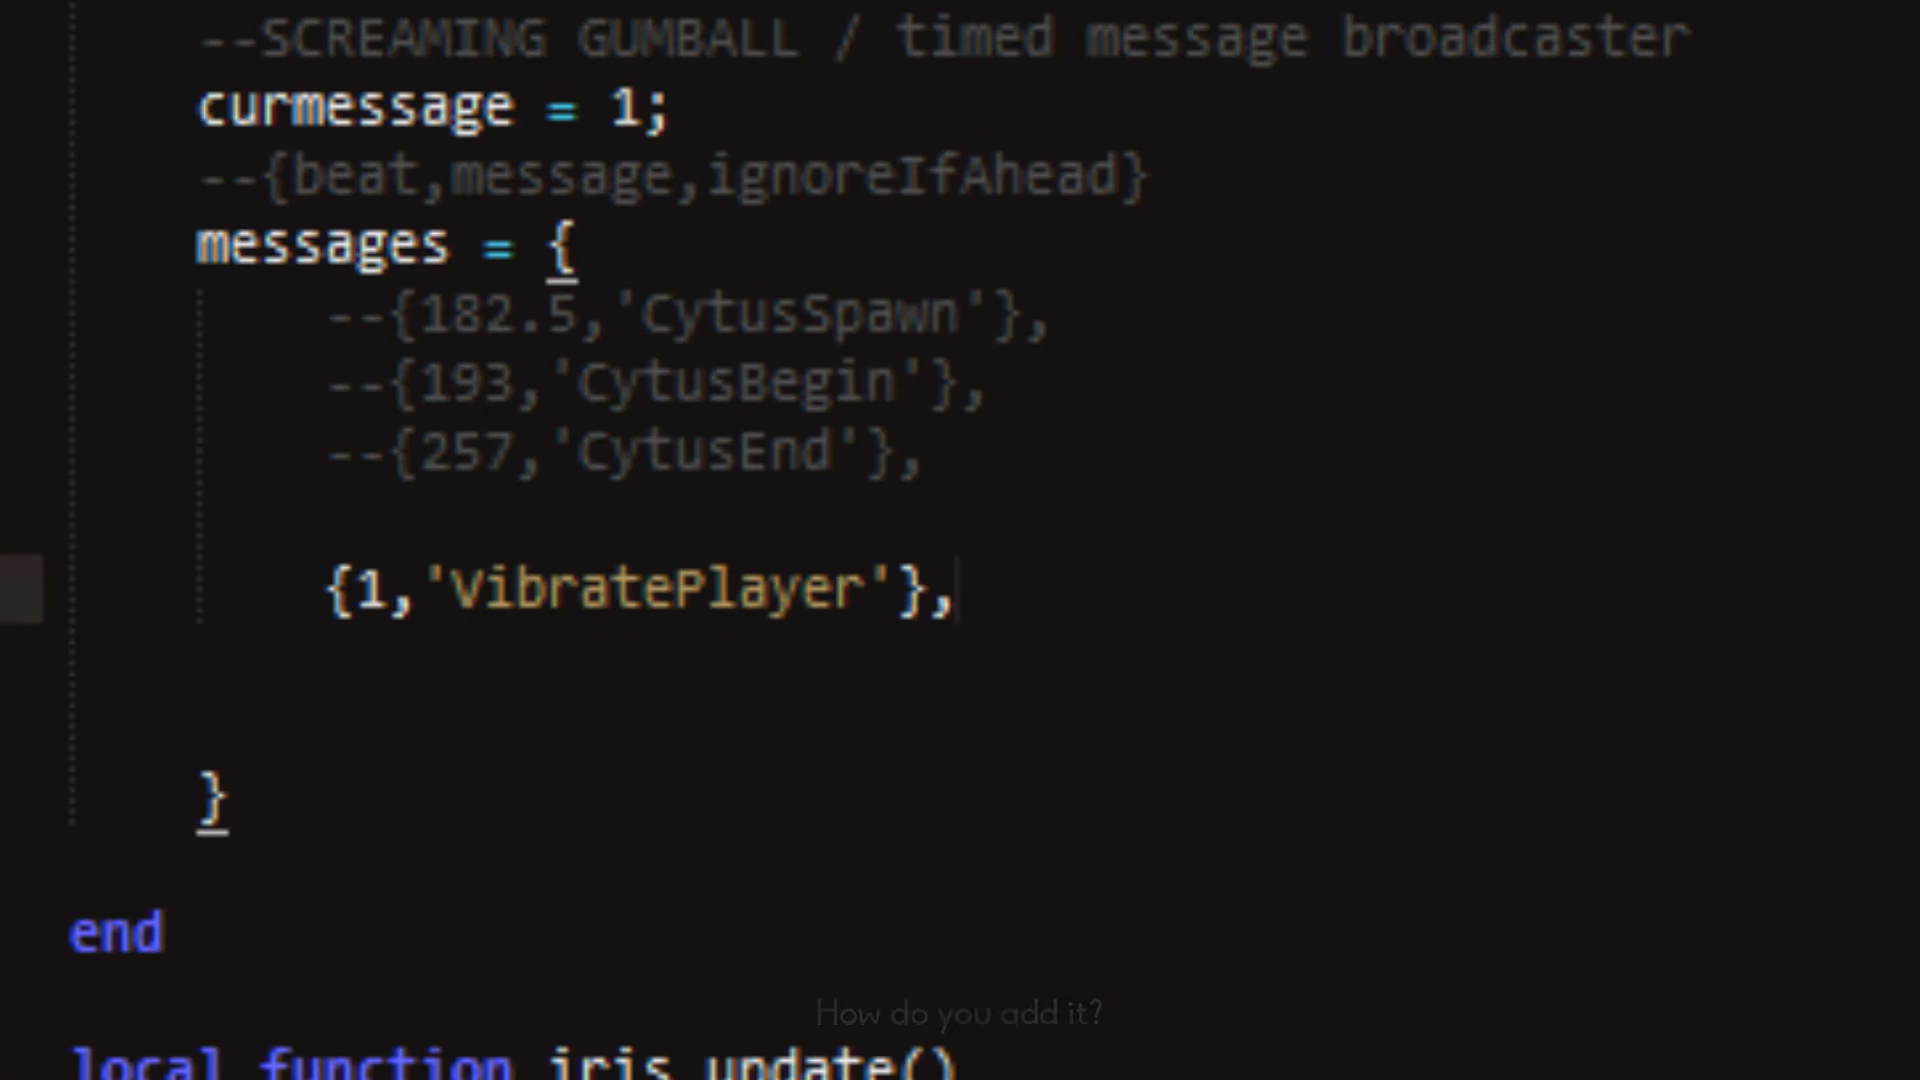 --SCREAMING GUMBALL / timed message broadcaster
curmessage = 1;
--{beat,message,ignoreIfAhead}
messages = {
--{182.5,'CytusSpawn'},
--{193,'CytusBegin'},
--{257,'CytusEnd'},
{1,'VibratePlayer'},
}
end
How do you add it?
local function iris_update()